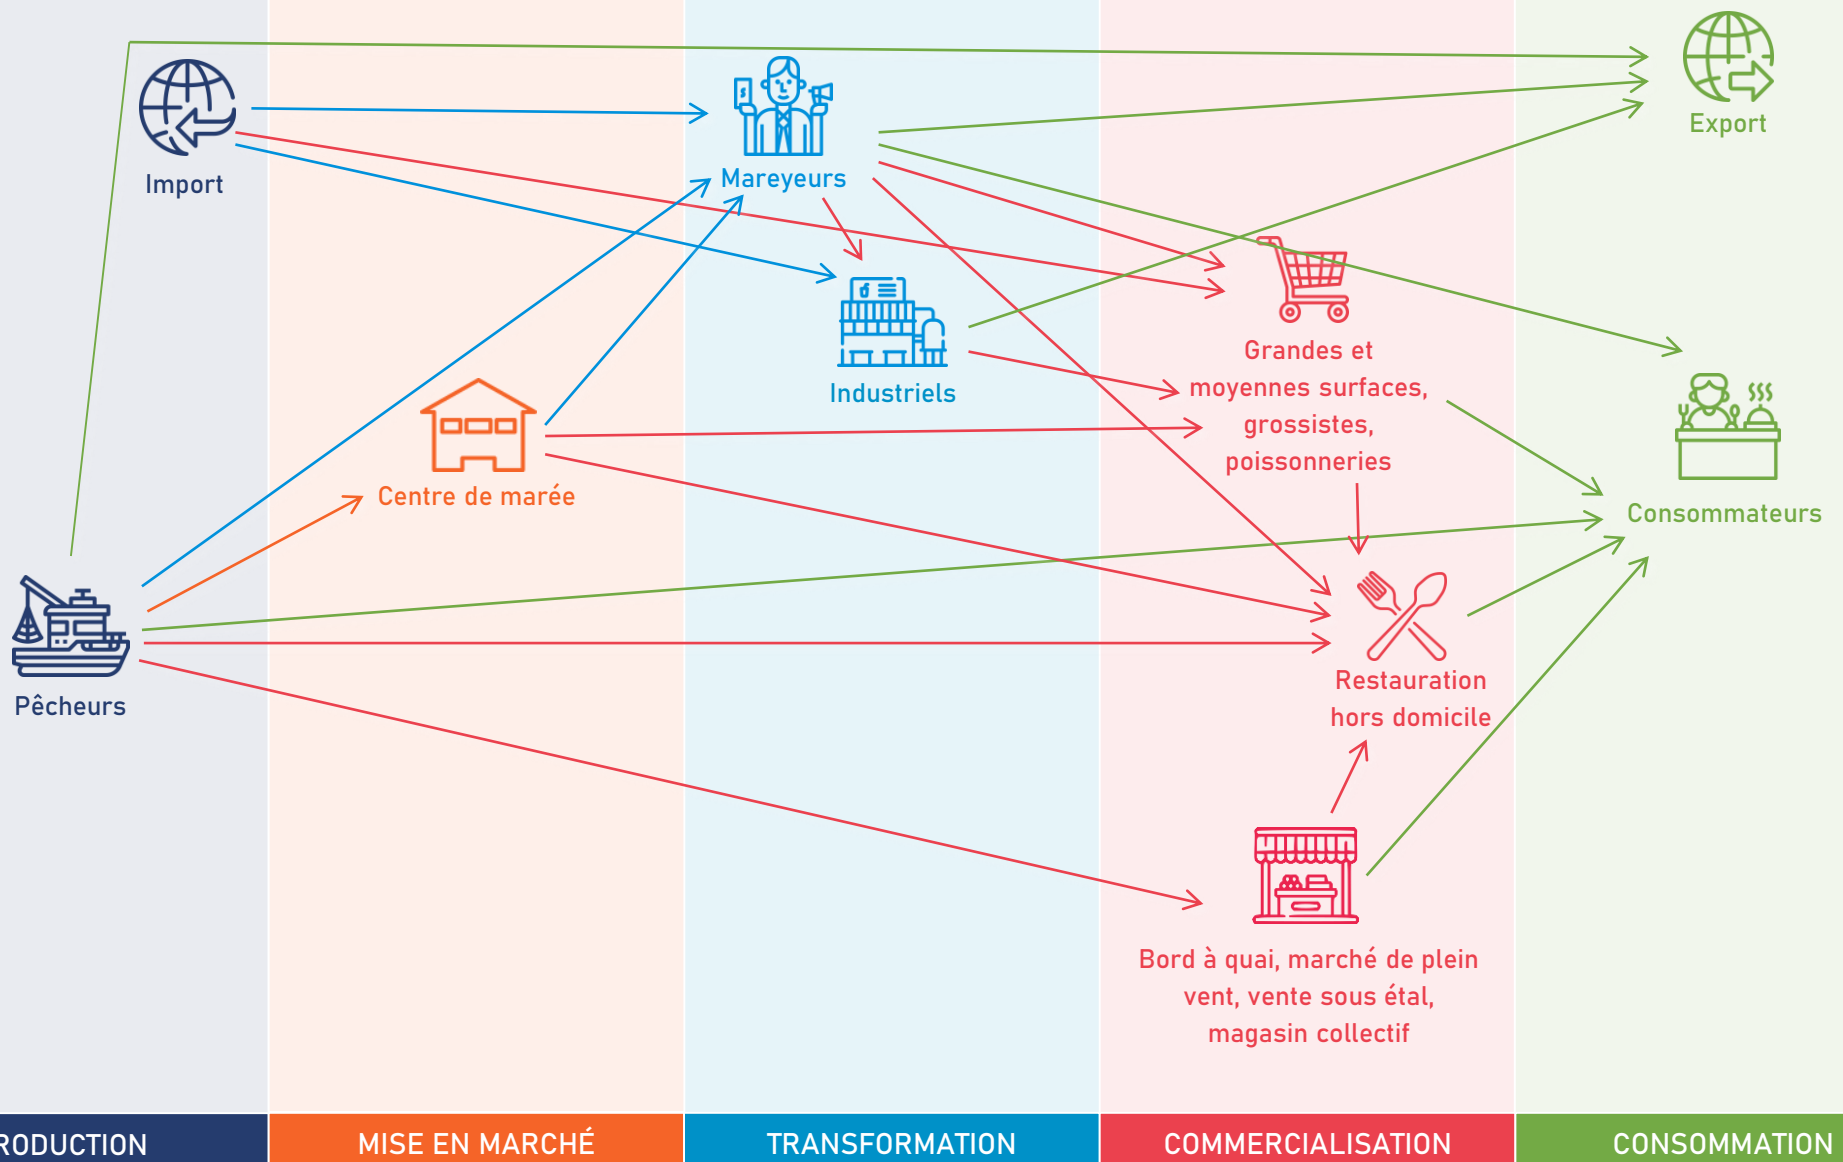 Import
Mareyeurs
Export
Industriels
Grandes et
moyennes surfaces,
grossistes,
poissonneries
Centre de marée
Consommateurs
Pêcheurs
Restauration
hors domicile
Bord à quai, marché de plein
vent, vente sous étal,
magasin collectif
RODUCTION
MISE EN MARCHÉ
TRANSFORMATION
COMMERCIALISATION
CONSOMMATION